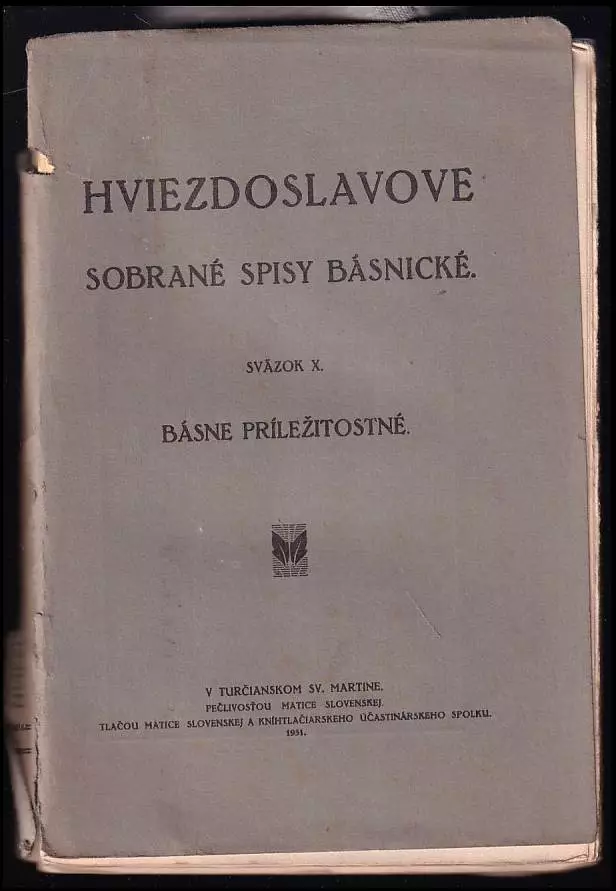 HVIEZDOSLAVOVE
SOBRANÉ SPISY BÁSNICKÉ.
SVÄZOK X.
BÁSNE PRÍLEŽITOSTNÉ.
V TURČIANSKOM SV. MARTINE.
PEČLIVOSŤOU MATICE SLOVENSKEJ.
TLAČOU MATICE SLOVENSKEJ A KNÍHTLAČIARSKEHO ÚČASTINÁRSKEHO SPOLKU.
1931.